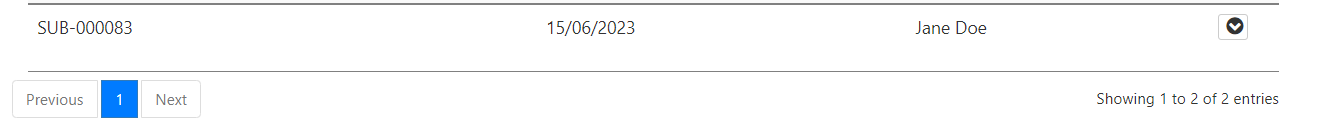 SUB-000083 15/06/2023 Jane Doe
Previous 1 Next Showing 1 to 2 of 2 entries